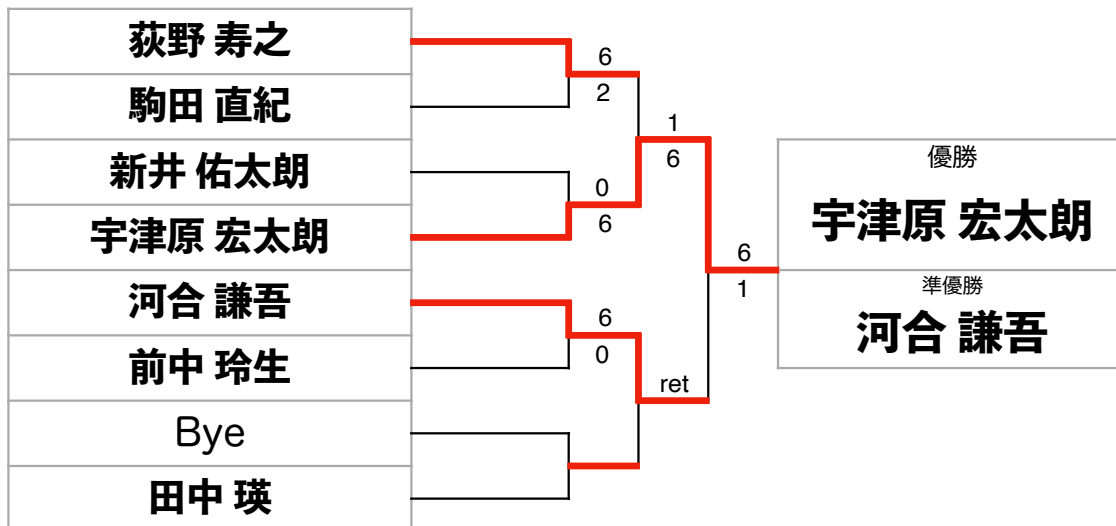 荻野 寿之
駒田 直紀
新井 佑太朗
宇津原 宏太朗
河合 謙吾
前中 玲生
Bye
田中 瑛
6
2
0
6
6
0
1
6
ret
6
1
優勝
宇津原 宏太朗
準優勝
河合 謙吾